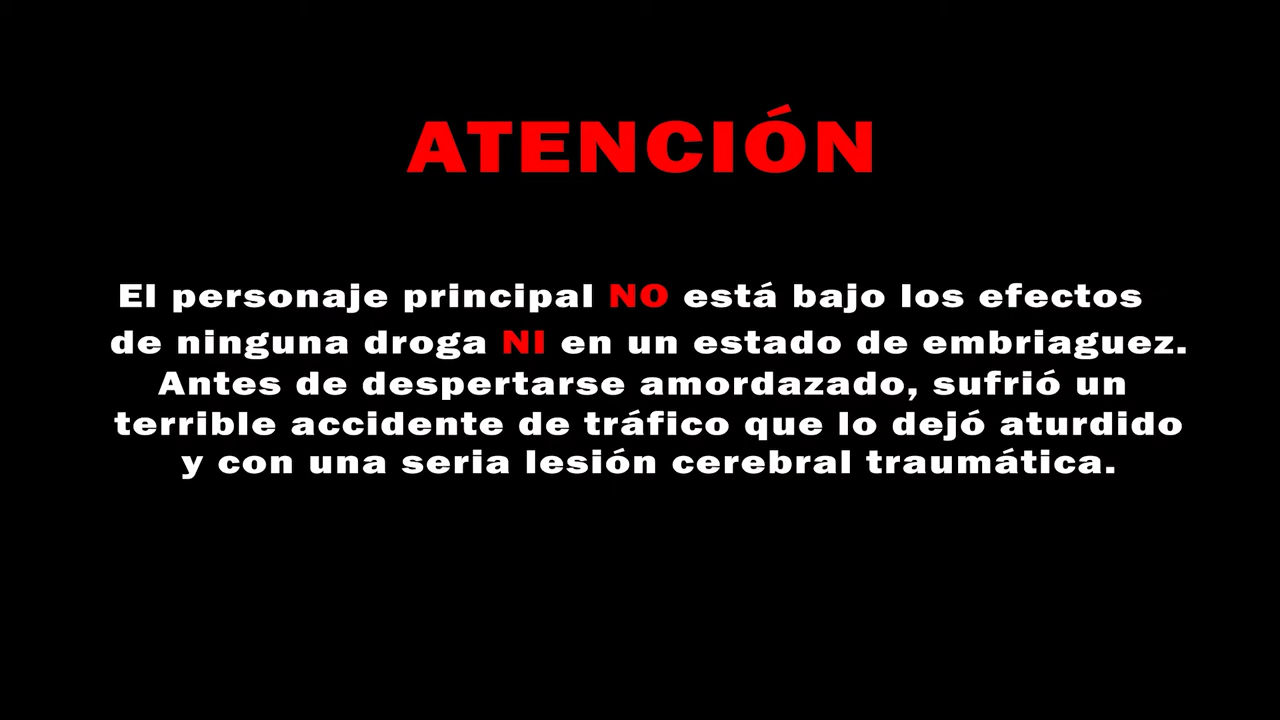 ATENCIÓN
El personaje principal NO está bajo los efectos
de ninguna droga NI en un estado de embriaguez.
Antes de despertarse amordazado, sufrió un
terrible accidente de tráfico que lo dejó aturdido
y con una seria lesión cerebral traumática.